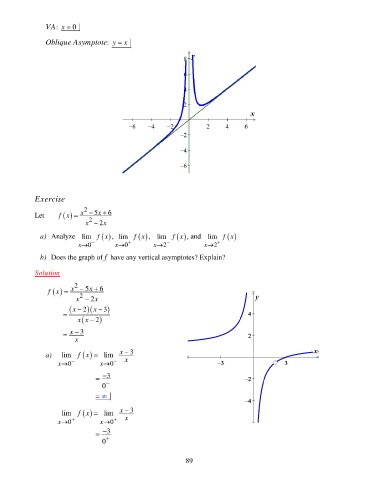 VA: x = 0
Oblique Asymptote: y = x
y
8
6
4
2
x
−6 −4 −2 2 4 6
−2
−4
−6
Exercise
Let f(x) = (x² − 5x + 6)/(x² − 2x)
a) Analyze lim x→0⁻ f(x), lim x→0⁺ f(x), lim x→2⁻ f(x), and lim x→2⁺ f(x)
b) Does the graph of f have any vertical asymptotes? Explain?
Solution
f(x) = (x² − 5x + 6)/(x² − 2x)
= (x − 2)(x − 3)/x(x − 2)
= (x − 3)/x
a) lim x→0⁻ f(x) = lim x→0⁻ (x − 3)/x
= −3/0⁻
= ∞
lim x→0⁺ f(x) = lim x→0⁺ (x − 3)/x
= −3/0⁺
y
4
2
x
−3 3
−2
−4
89